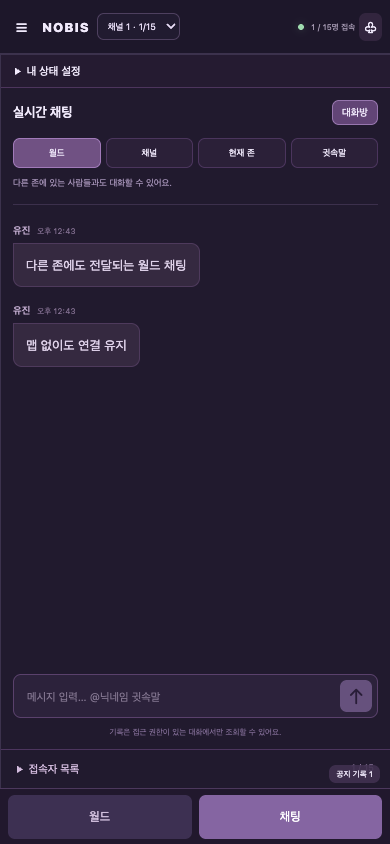 NOBIS
채널 1 · 1/15
1 / 15명 접속
▶ 내 상태 설정
실시간 채팅
대화방
월드
채널
현재 존
귓속말
다른 존에 있는 사람들과도 대화할 수 있어요.
유진 오후 12:43
다른 존에도 전달되는 월드 채팅
유진 오후 12:43
맵 없이도 연결 유지
메시지 입력... @닉네임 귓속말
기록은 접근 권한이 있는 대화에서만 조회할 수 있어요.
▶ 접속자 목록
공지 기록 1
월드
채팅